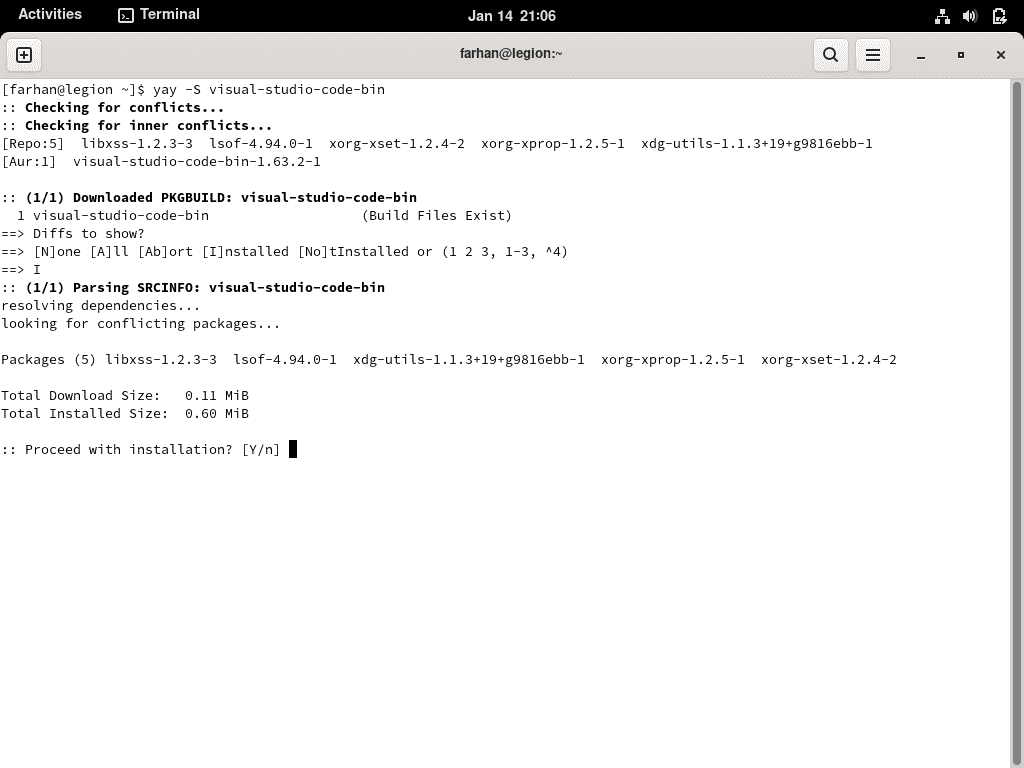 Activities Terminal Jan 14 21:06
farhan@legion:~
[farhan@legion ~]$ yay -S visual-studio-code-bin
:: Checking for conflicts...
:: Checking for inner conflicts...
[Repo:5]  libxss-1.2.3-3  lsof-4.94.0-1  xorg-xset-1.2.4-2  xorg-xprop-1.2.5-1  xdg-utils-1.1.3+19+g9816ebb-1
[Aur:1]  visual-studio-code-bin-1.63.2-1
:: (1/1) Downloaded PKGBUILD: visual-studio-code-bin
  1 visual-studio-code-bin                   (Build Files Exist)
==> Diffs to show?
==> [N]one [A]ll [Ab]ort [I]nstalled [No]tInstalled or (1 2 3, 1-3, ^4)
==> I
:: (1/1) Parsing SRCINFO: visual-studio-code-bin
resolving dependencies...
looking for conflicting packages...
Packages (5) libxss-1.2.3-3  lsof-4.94.0-1  xdg-utils-1.1.3+19+g9816ebb-1  xorg-xprop-1.2.5-1  xorg-xset-1.2.4-2
Total Download Size:   0.11 MiB
Total Installed Size:  0.60 MiB
:: Proceed with installation? [Y/n]